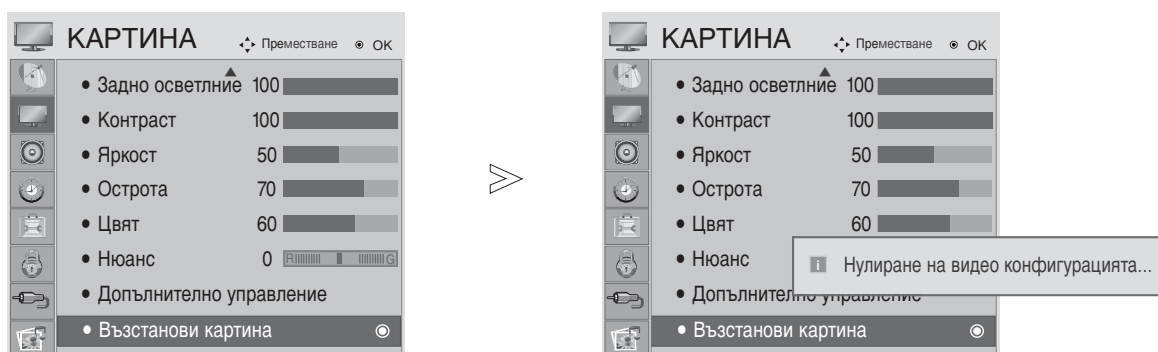 КАРТИНА Преместване OK
• Задно осветлние 100
• Контраст 100
• Яркост 50
• Острота 70
• Цвят 60
• Нюанс 0 R G
• Допълнително управление
• Възстанови картина
КАРТИНА Преместване OK
• Задно осветлние 100
• Контраст 100
• Яркост 50
• Острота 70
• Цвят 60
• Нюанс
i Нулиране на видео конфигурацията...
• Допълнително управление
• Възстанови картина